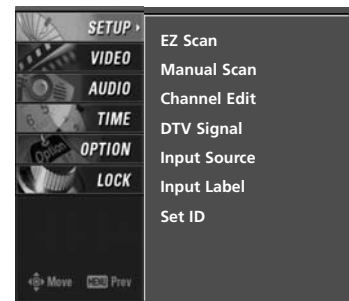 SETUP
VIDEO
AUDIO
TIME
OPTION
LOCK
Move MENU Prev
EZ Scan
Manual Scan
Channel Edit
DTV Signal
Input Source
Input Label
Set ID